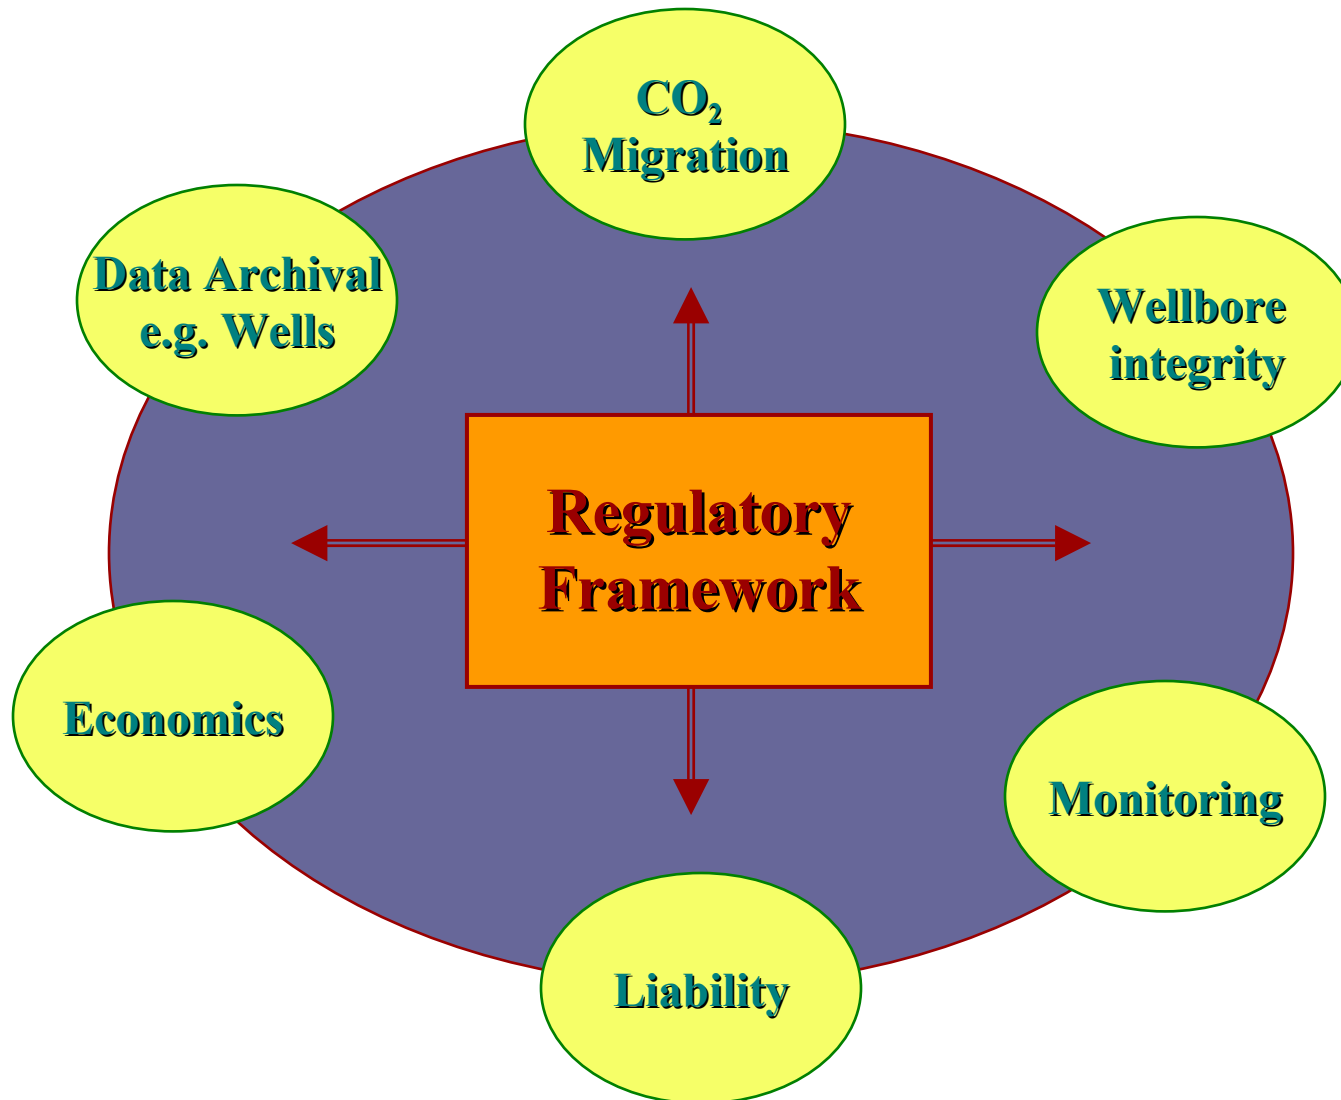 CO₂
Migration
Data Archival
e.g. Wells
Wellbore
integrity
Regulatory
Framework
Economics
Monitoring
Liability